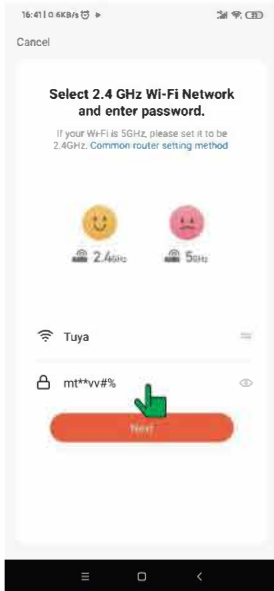 16:41 | 0.6KB/s
Cancel
Select 2.4 GHz Wi-Fi Network
and enter password.
If your Wi-Fi is 5GHz, please set it to be
2.4GHz. Common router setting method
2.4GHz 5GHz
Tuya
mt**vv#%
Next